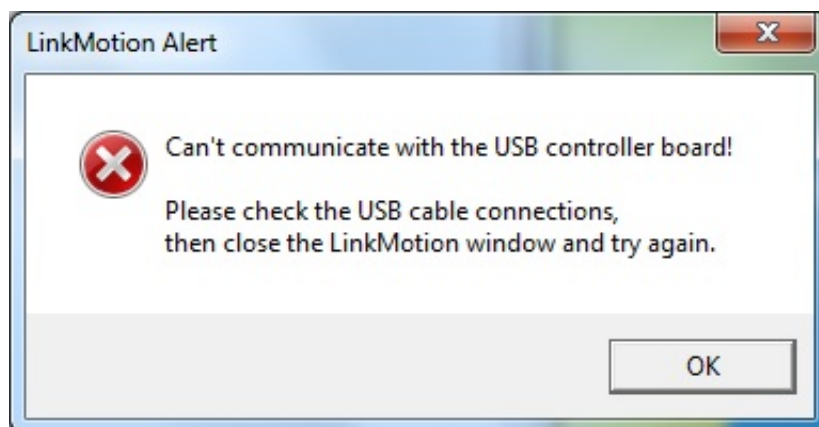 LinkMotion Alert
Can't communicate with the USB controller board!
Please check the USB cable connections,
then close the LinkMotion window and try again.
OK